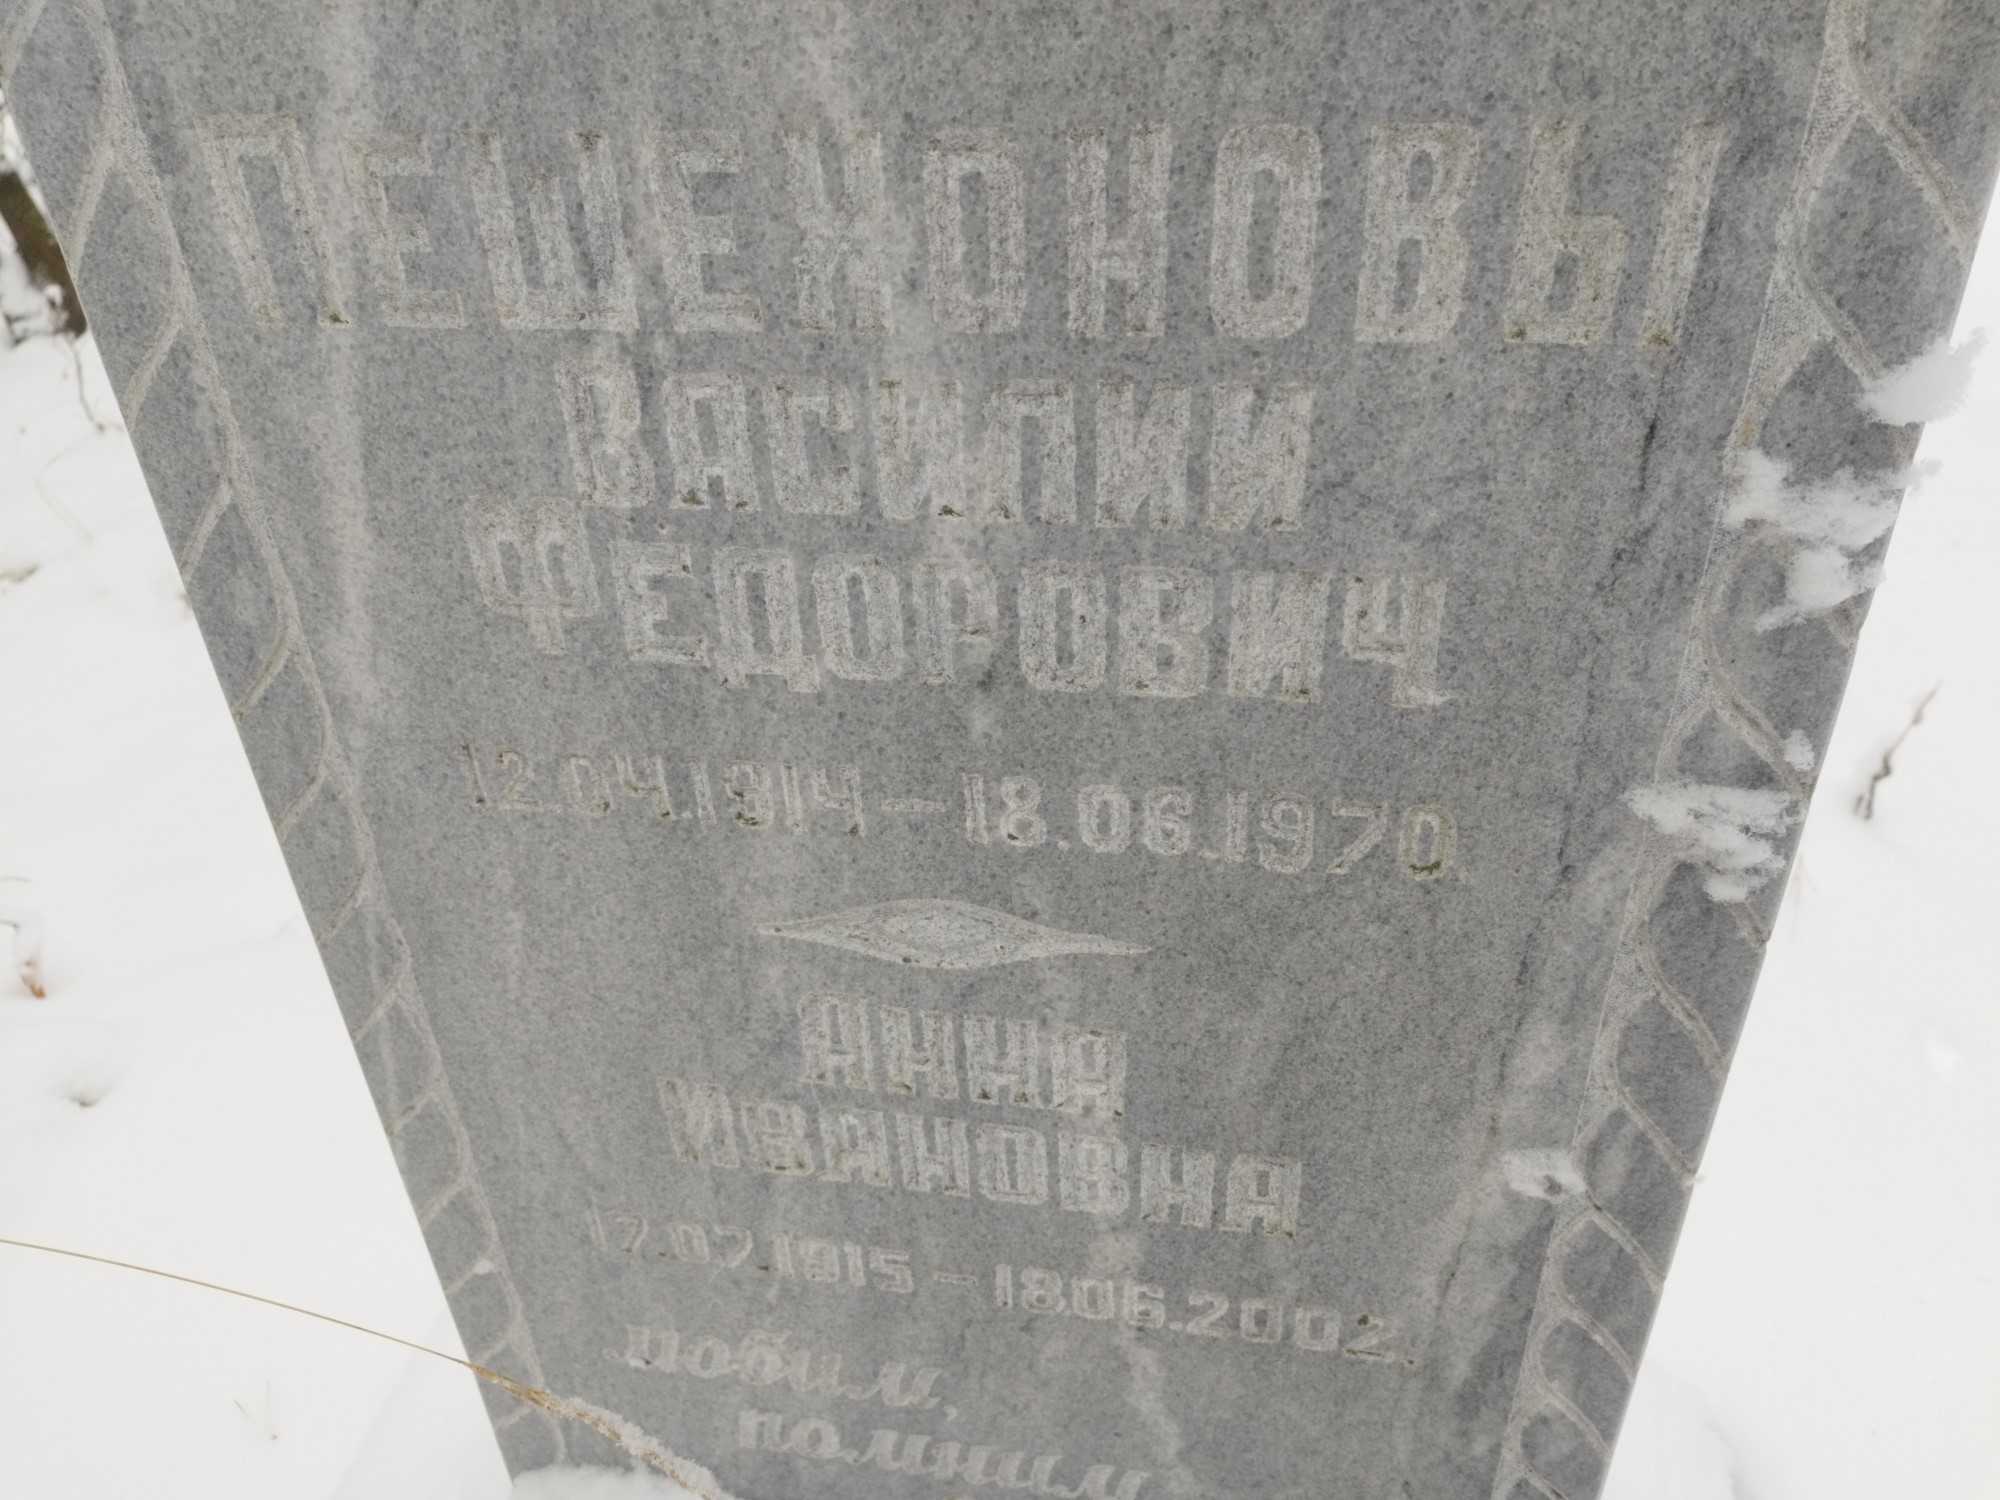 ПЕШЕХОНОВЫ
ВАСИЛИЙ
ФЕДОРОВИЧ
12.04.1914 – 18.06.1970.
АННА
ИВАНОВНА
17.07.1915 – 18.06.2002.
Любим,
помним